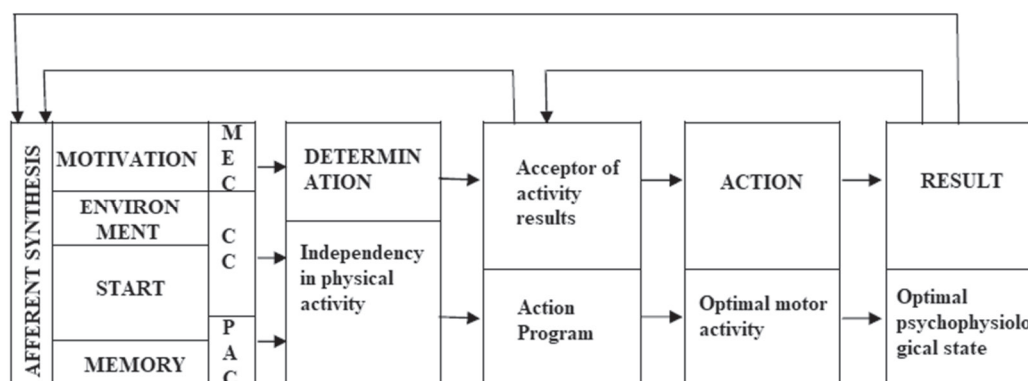 AFFERENT SYNTHESIS
MOTIVATION
ENVIRON
MENT
START
MEMORY
M
E
C
C
C
P
A
C
DETERMIN
ATION
Independency
in physical
activity
Acceptor of
activity
results
Action
Program
ACTION
Optimal motor
activity
RESULT
Optimal
psychophysiolo
gical state